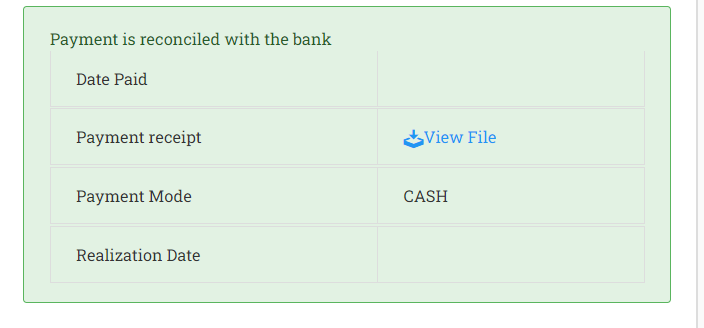 Payment is reconciled with the bank
Date Paid
Payment receipt View File
Payment Mode CASH
Realization Date